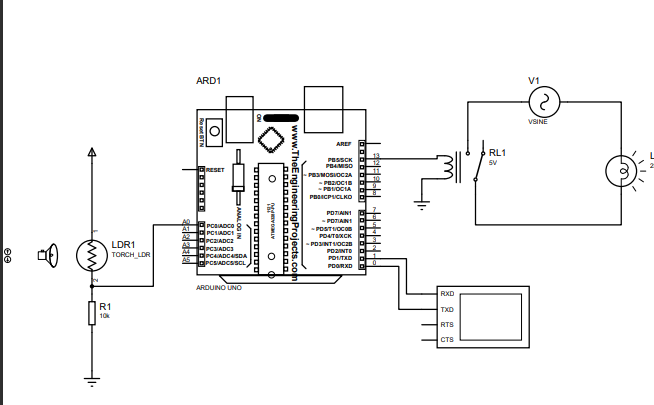 ARD1
V1
VSINE
ON
Reset BTN
www.TheEngineeringProjects.com
AREF
13
PB5/SCK
12
PB4/MISO
11
~ PB3/MOSI/OC2A
10
~ PB2/OC1B
9
~ PB1/OC1A
8
PB0/ICP1/CLKO
RESET
RL1
5V
L
2
ANALOG IN
7
PD7/AIN1
6
~ PD7/AIN1
5
~ PD5/T1/OC0B
4
PD4/T0/XCK
3
~ PD3/INT1/OC2B
2
PD2/INT0
1
PD1/TXD
0
PD0/RXD
A0
PC0/ADC0
A1
PC1/ADC1
A2
PC2/ADC2
A3
PC3/ADC3
A4
PC4/ADC4/SDA
A5
PC5/ADC5/SCL
ARDUINO UNO
1
LDR1
TORCH_LDR
2
R1
10k
RXD
TXD
RTS
CTS